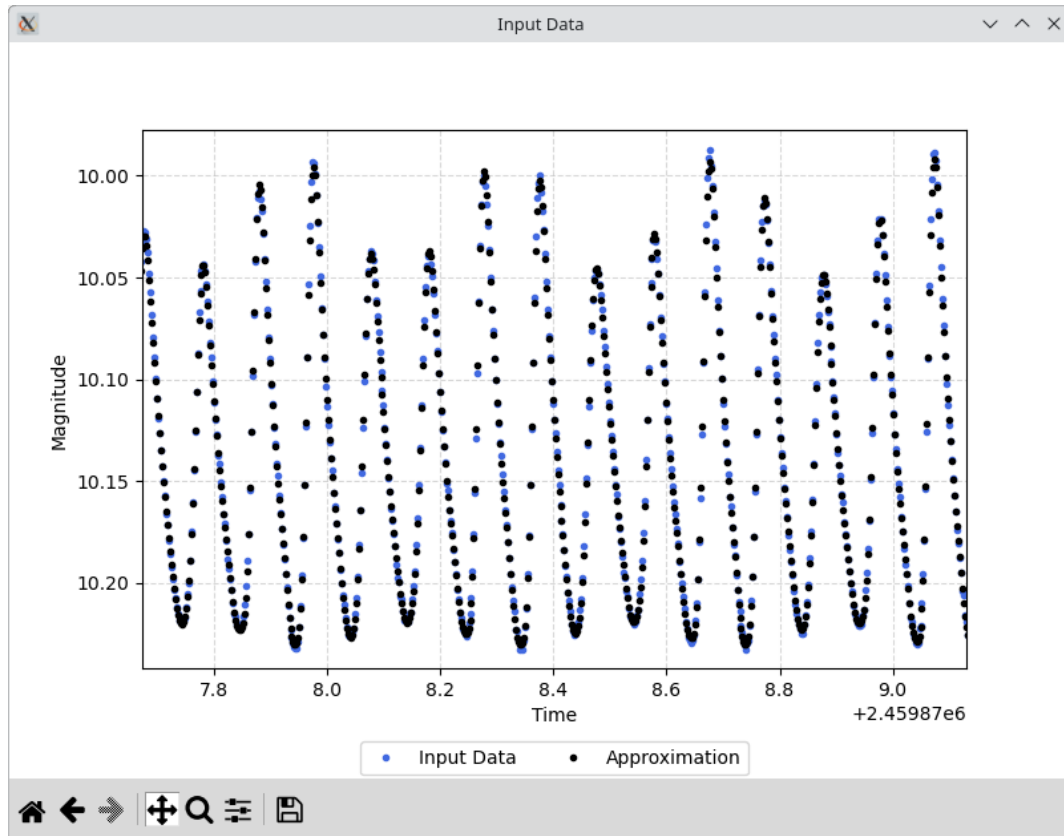 Input Data
10.00
10.05
10.10
10.15
10.20
Magnitude
7.8 8.0 8.2 8.4 8.6 8.8 9.0
Time
+2.45987e6
Input Data Approximation